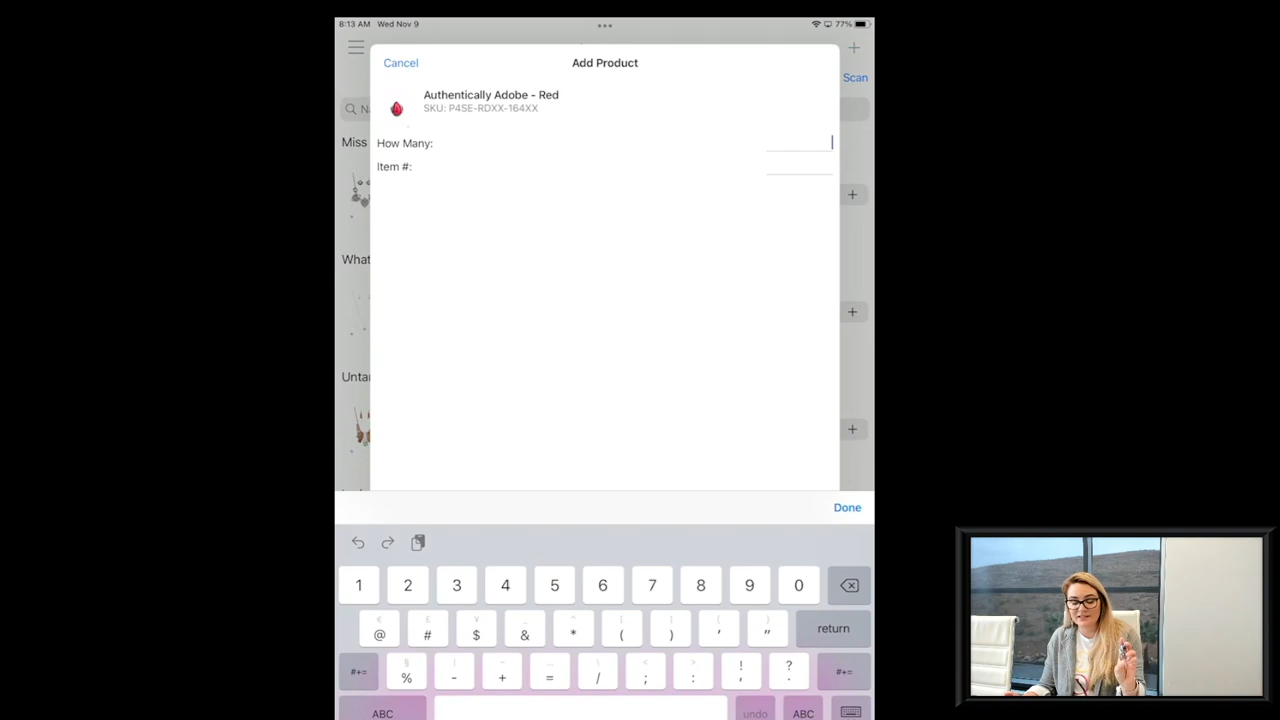 8:13 AM Wed Nov 9
77%
Cancel
Add Product
Scan
Authentically Adobe - Red
SKU: P4SE-RDXX-164XX
Miss
How Many:
Item #:
What
Done
1 2 3 4 5 6 7 8 9 0
@ # $ & * ( ) ' " return
#+= % - + = / ; : ! , ? . #+=
ABC undo ABC